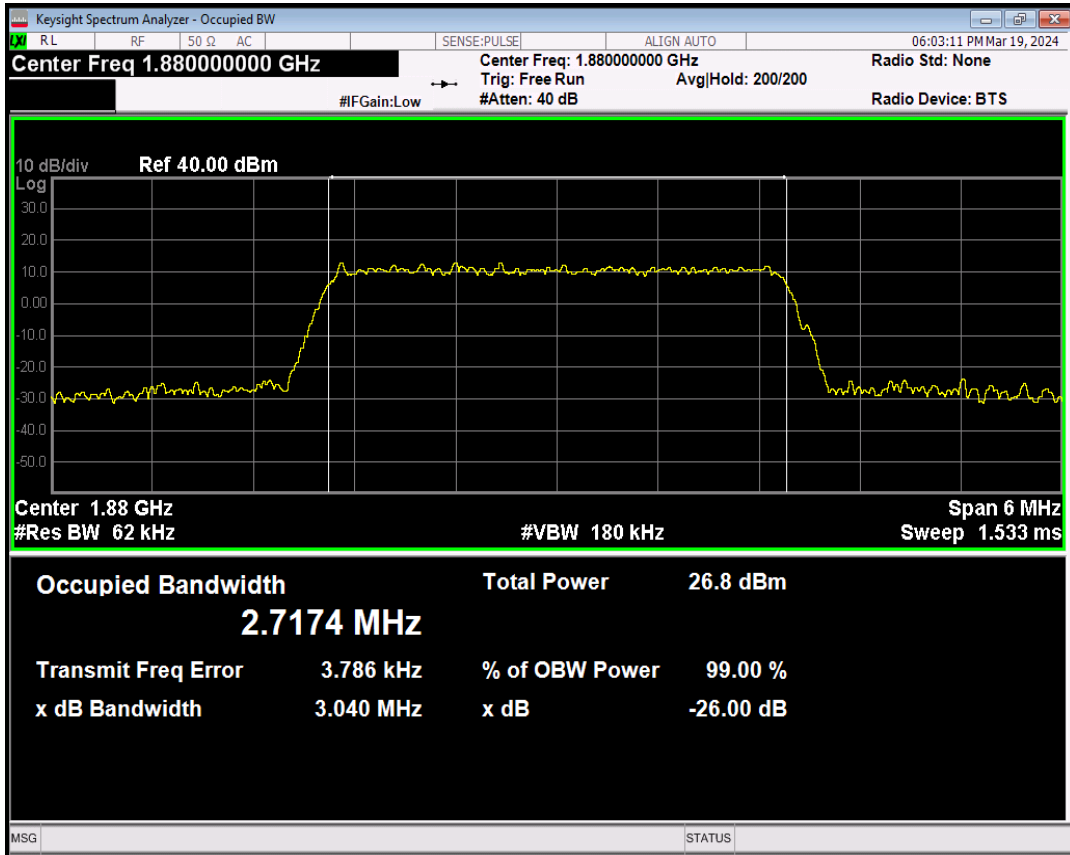 Keysight Spectrum Analyzer - Occupied BW
LXI RL RF 50 Ω AC SENSE:PULSE ALIGN AUTO 06:03:11 PM Mar 19, 2024
Center Freq 1.880000000 GHz Center Freq: 1.880000000 GHz Radio Std: None
Trig: Free Run Avg|Hold: 200/200
#IFGain:Low #Atten: 40 dB Radio Device: BTS
10 dB/div Ref 40.00 dBm
Log
30.0
20.0
10.0
0.00
-10.0
-20.0
-30.0
-40.0
-50.0
Center 1.88 GHz Span 6 MHz
#Res BW 62 kHz #VBW 180 kHz Sweep 1.533 ms
Occupied Bandwidth Total Power 26.8 dBm
2.7174 MHz
Transmit Freq Error 3.786 kHz % of OBW Power 99.00 %
x dB Bandwidth 3.040 MHz x dB -26.00 dB
MSG STATUS